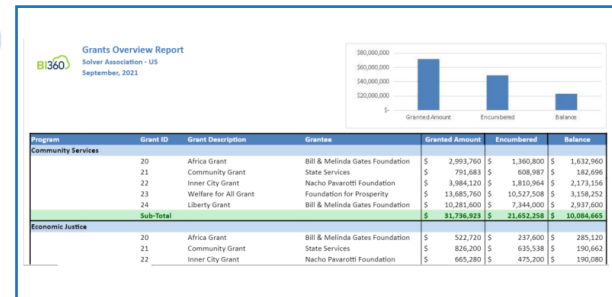 BI360
Grants Overview Report
Solver Association - US
September, 2021
$80,000,000
$60,000,000
$40,000,000
$20,000,000
$-
Granted Amount Encumbered Balance
Program Grant ID Grant Description Grantee Granted Amount Encumbered Balance
Community Services
20 Africa Grant Bill & Melinda Gates Foundation $ 2,993,760 $ 1,360,800 $ 1,632,960
21 Community Grant State Services $ 791,683 $ 608,987 $ 182,696
22 Inner City Grant Nacho Pavarotti Foundation $ 3,984,120 $ 1,810,964 $ 2,173,156
23 Welfare for All Grant Foundation for Prosperity $ 13,685,760 $ 10,527,508 $ 3,158,252
24 Liberty Grant Bill & Melinda Gates Foundation $ 10,281,600 $ 7,344,000 $ 2,937,600
Sub-Total $ 31,736,923 $ 21,652,258 $ 10,084,665
Economic Justice
20 Africa Grant Bill & Melinda Gates Foundation $ 522,720 $ 237,600 $ 285,120
21 Community Grant State Services $ 826,200 $ 635,538 $ 190,662
22 Inner City Grant Nacho Pavarotti Foundation $ 665,280 $ 475,200 $ 190,080